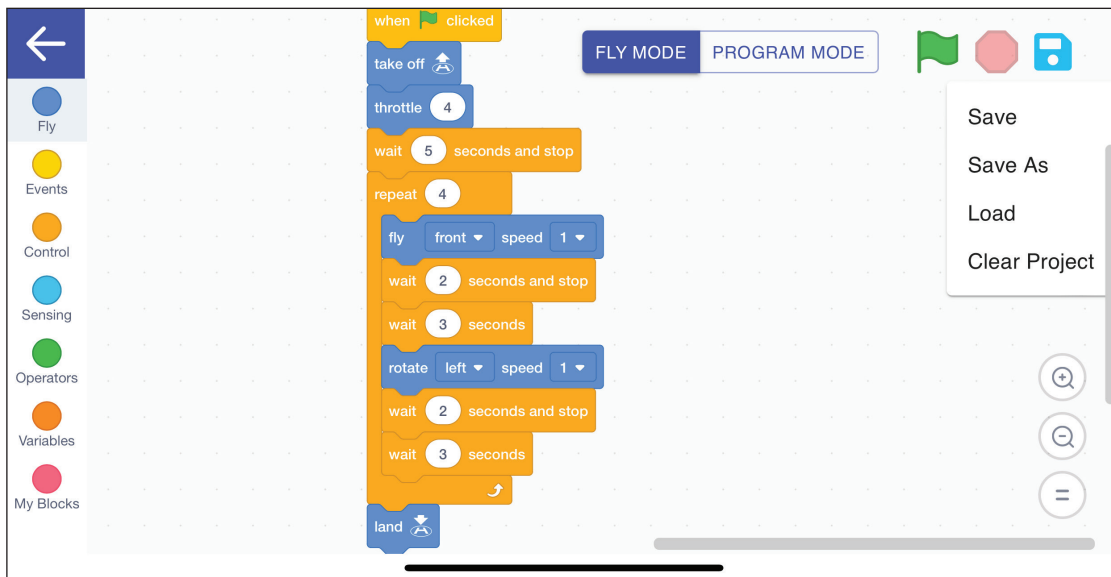 when clicked
take off
throttle 4
wait 5 seconds and stop
repeat 4
fly front speed 1
wait 2 seconds and stop
wait 3 seconds
rotate left speed 1
wait 2 seconds and stop
wait 3 seconds
land
FLY MODE PROGRAM MODE
Save
Save As
Load
Clear Project
Fly
Events
Control
Sensing
Operators
Variables
My Blocks